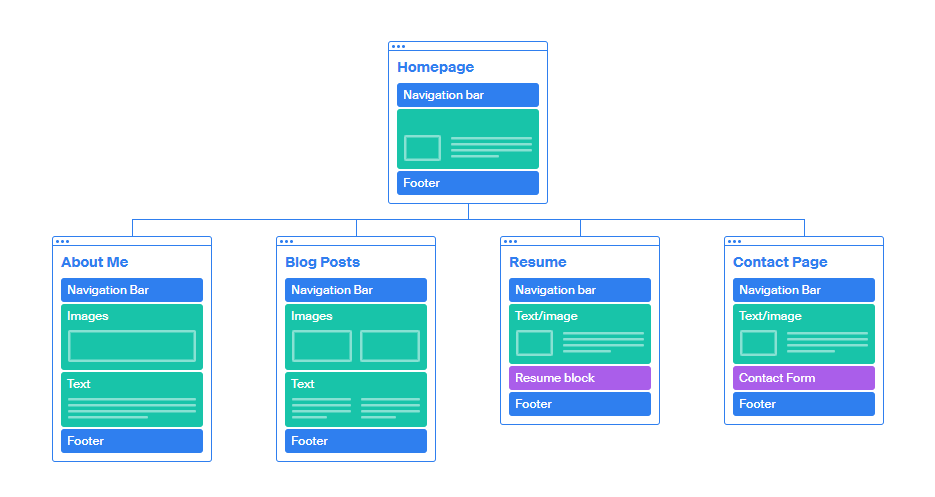 Homepage
Navigation bar
Footer
About Me
Navigation Bar
Images
Text
Footer
Blog Posts
Navigation Bar
Images
Text
Footer
Resume
Navigation bar
Text/image
Resume block
Footer
Contact Page
Navigation Bar
Text/image
Contact Form
Footer